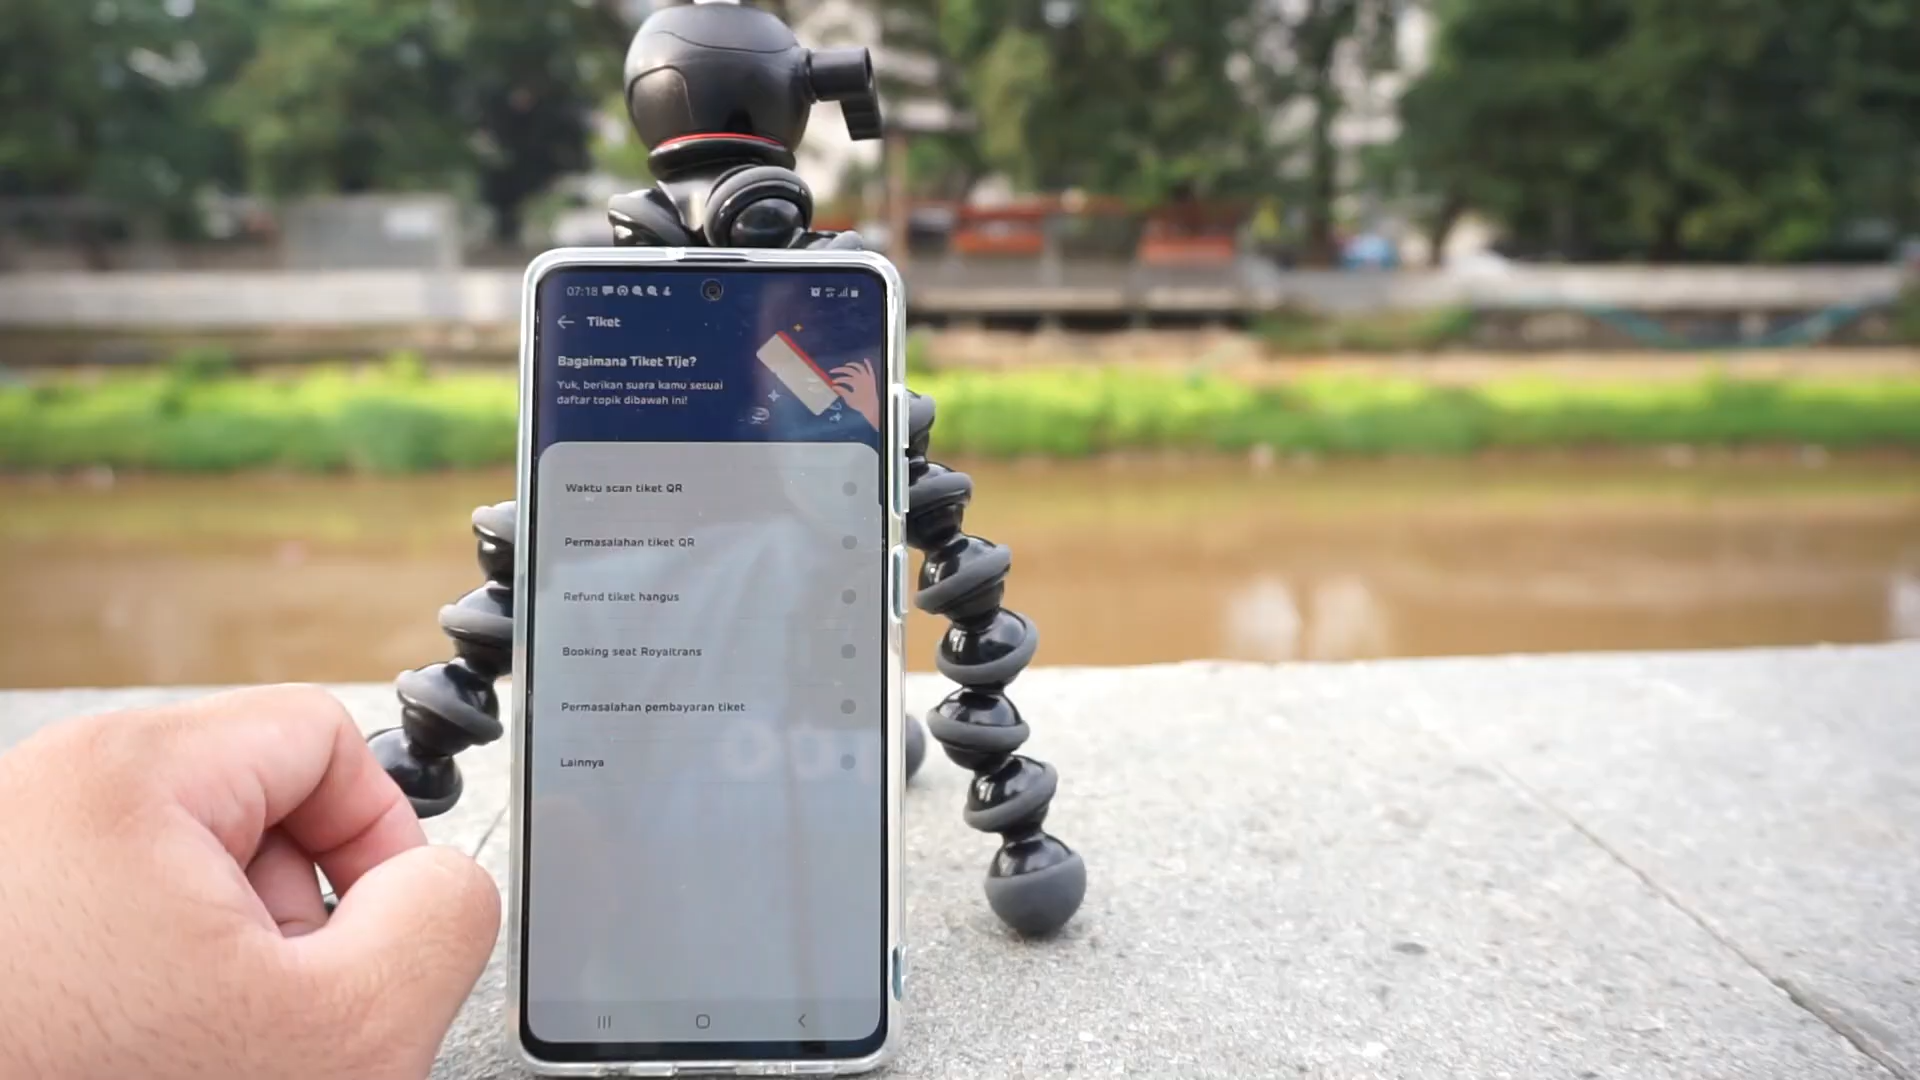 07:18
Tiket
Bagaimana Tiket Tije?
Yuk, berikan suara kamu sesuai
daftar topik dibawah ini!
Waktu scan tiket QR
Permasalahan tiket QR
Refund tiket hangus
Booking seat Royaltrans
Permasalahan pembayaran tiket
Lainnya